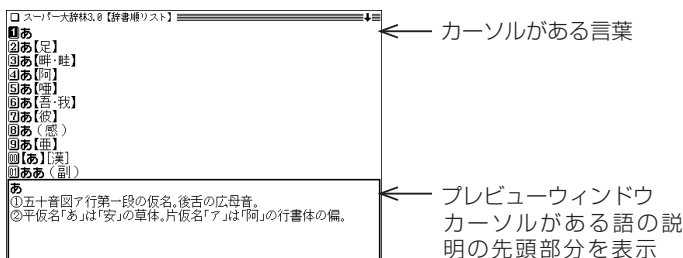 スーパー大辞林3.0【辞書順リスト】
1あ
2あ【足】
3あ【畔・畦】
4あ【阿】
5あ【唖】
6あ【吾・我】
7あ【彼】
8あ（感）
9あ【亜】
10【あ】[漢]
11ああ（副）
あ
①五十音図ア行第一段の仮名。後舌の広母音。
②平仮名「あ」は「安」の草体。片仮名「ア」は「阿」の行書体の偏。
カーソルがある言葉
プレビューウィンドウ
カーソルがある語の説
明の先頭部分を表示